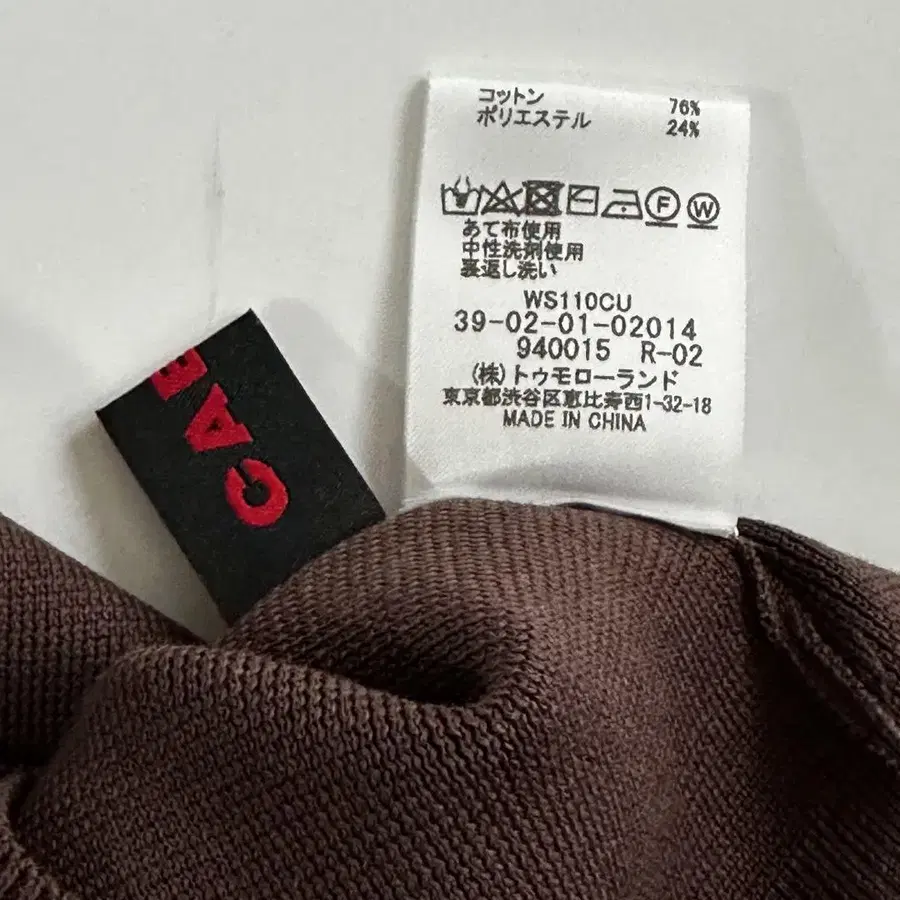 コットン 76%
ポリエステル 24%
F W
あて布使用
中性洗剤使用
裏返し洗い
WS110CU
39-02-01-02014
940015 R-02
(株)トゥモローランド
東京都渋谷区恵比寿西1-32-18
MADE IN CHINA
CAB